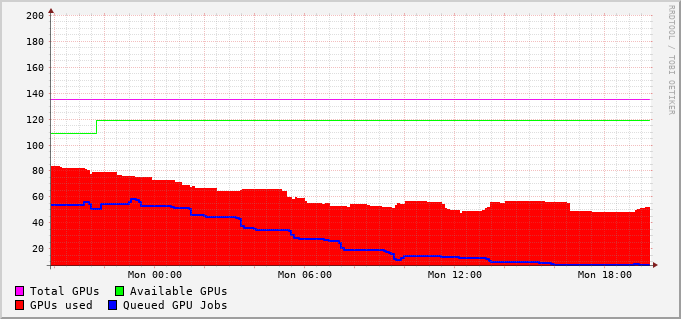 200
180
160
140
120
100
80
60
40
20
Mon 00:00 Mon 06:00 Mon 12:00 Mon 18:00
Total GPUs Available GPUs
GPUs used Queued GPU Jobs
RRDTOOL / TOBI OETIKER